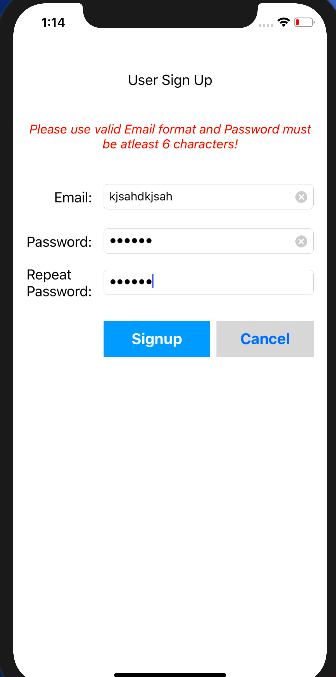 1:14
User Sign Up
Please use valid Email format and Password must
be atleast 6 characters!
Email: kjsahdkjsah
Password: ••••••
Repeat
Password: ••••••
Signup Cancel